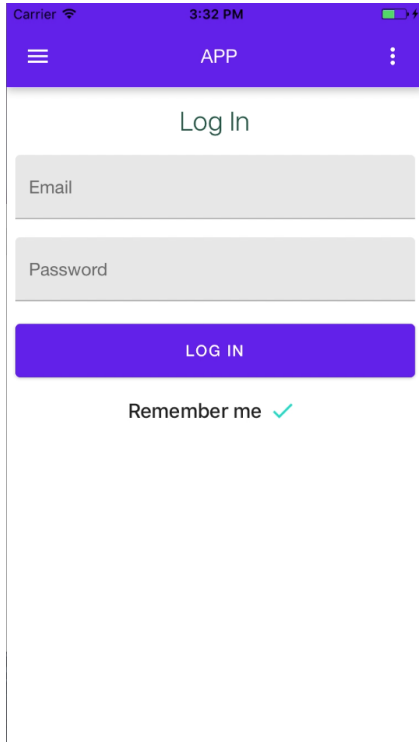 Carrier 3:32 PM
APP
Log In
Email
Password
LOG IN
Remember me